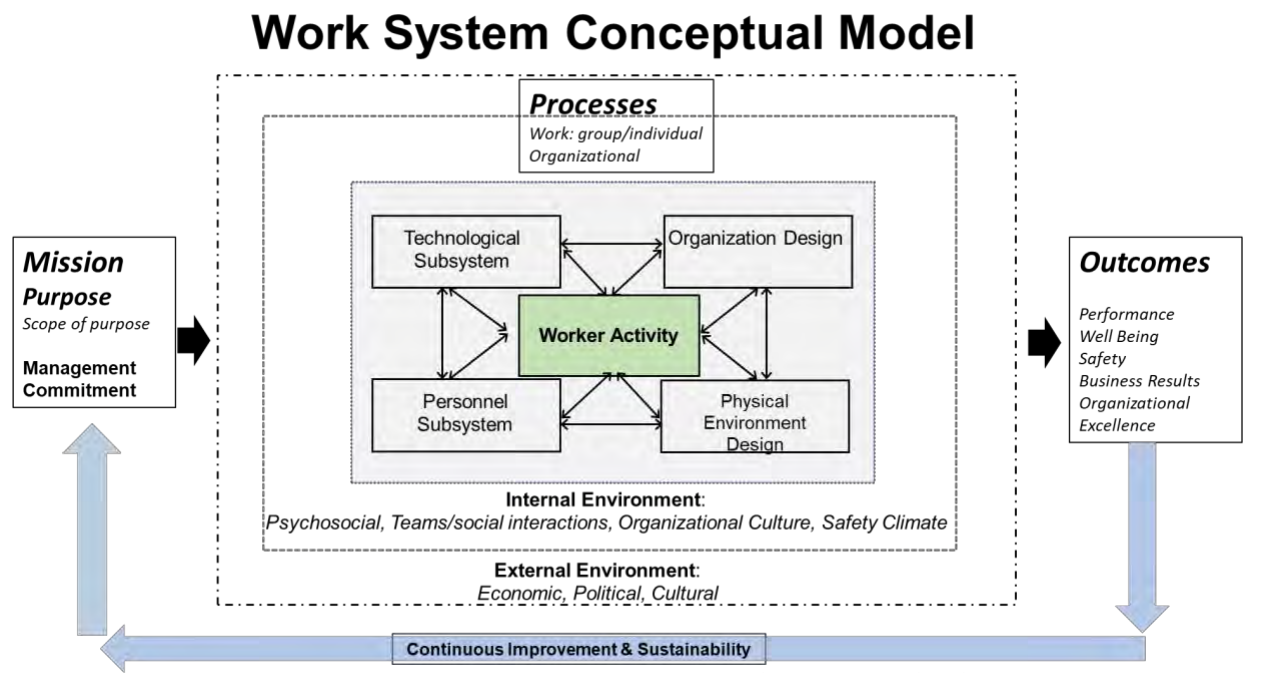 Work System Conceptual Model
Processes
Work: group/individual
Organizational
Mission
Purpose
Scope of purpose
Management
Commitment
Technological
Subsystem
Organization Design
Worker Activity
Personnel
Subsystem
Physical
Environment
Design
Internal Environment:
Psychosocial, Teams/social interactions, Organizational Culture, Safety Climate
External Environment:
Economic, Political, Cultural
Outcomes
Performance
Well Being
Safety
Business Results
Organizational
Excellence
Continuous Improvement & Sustainability